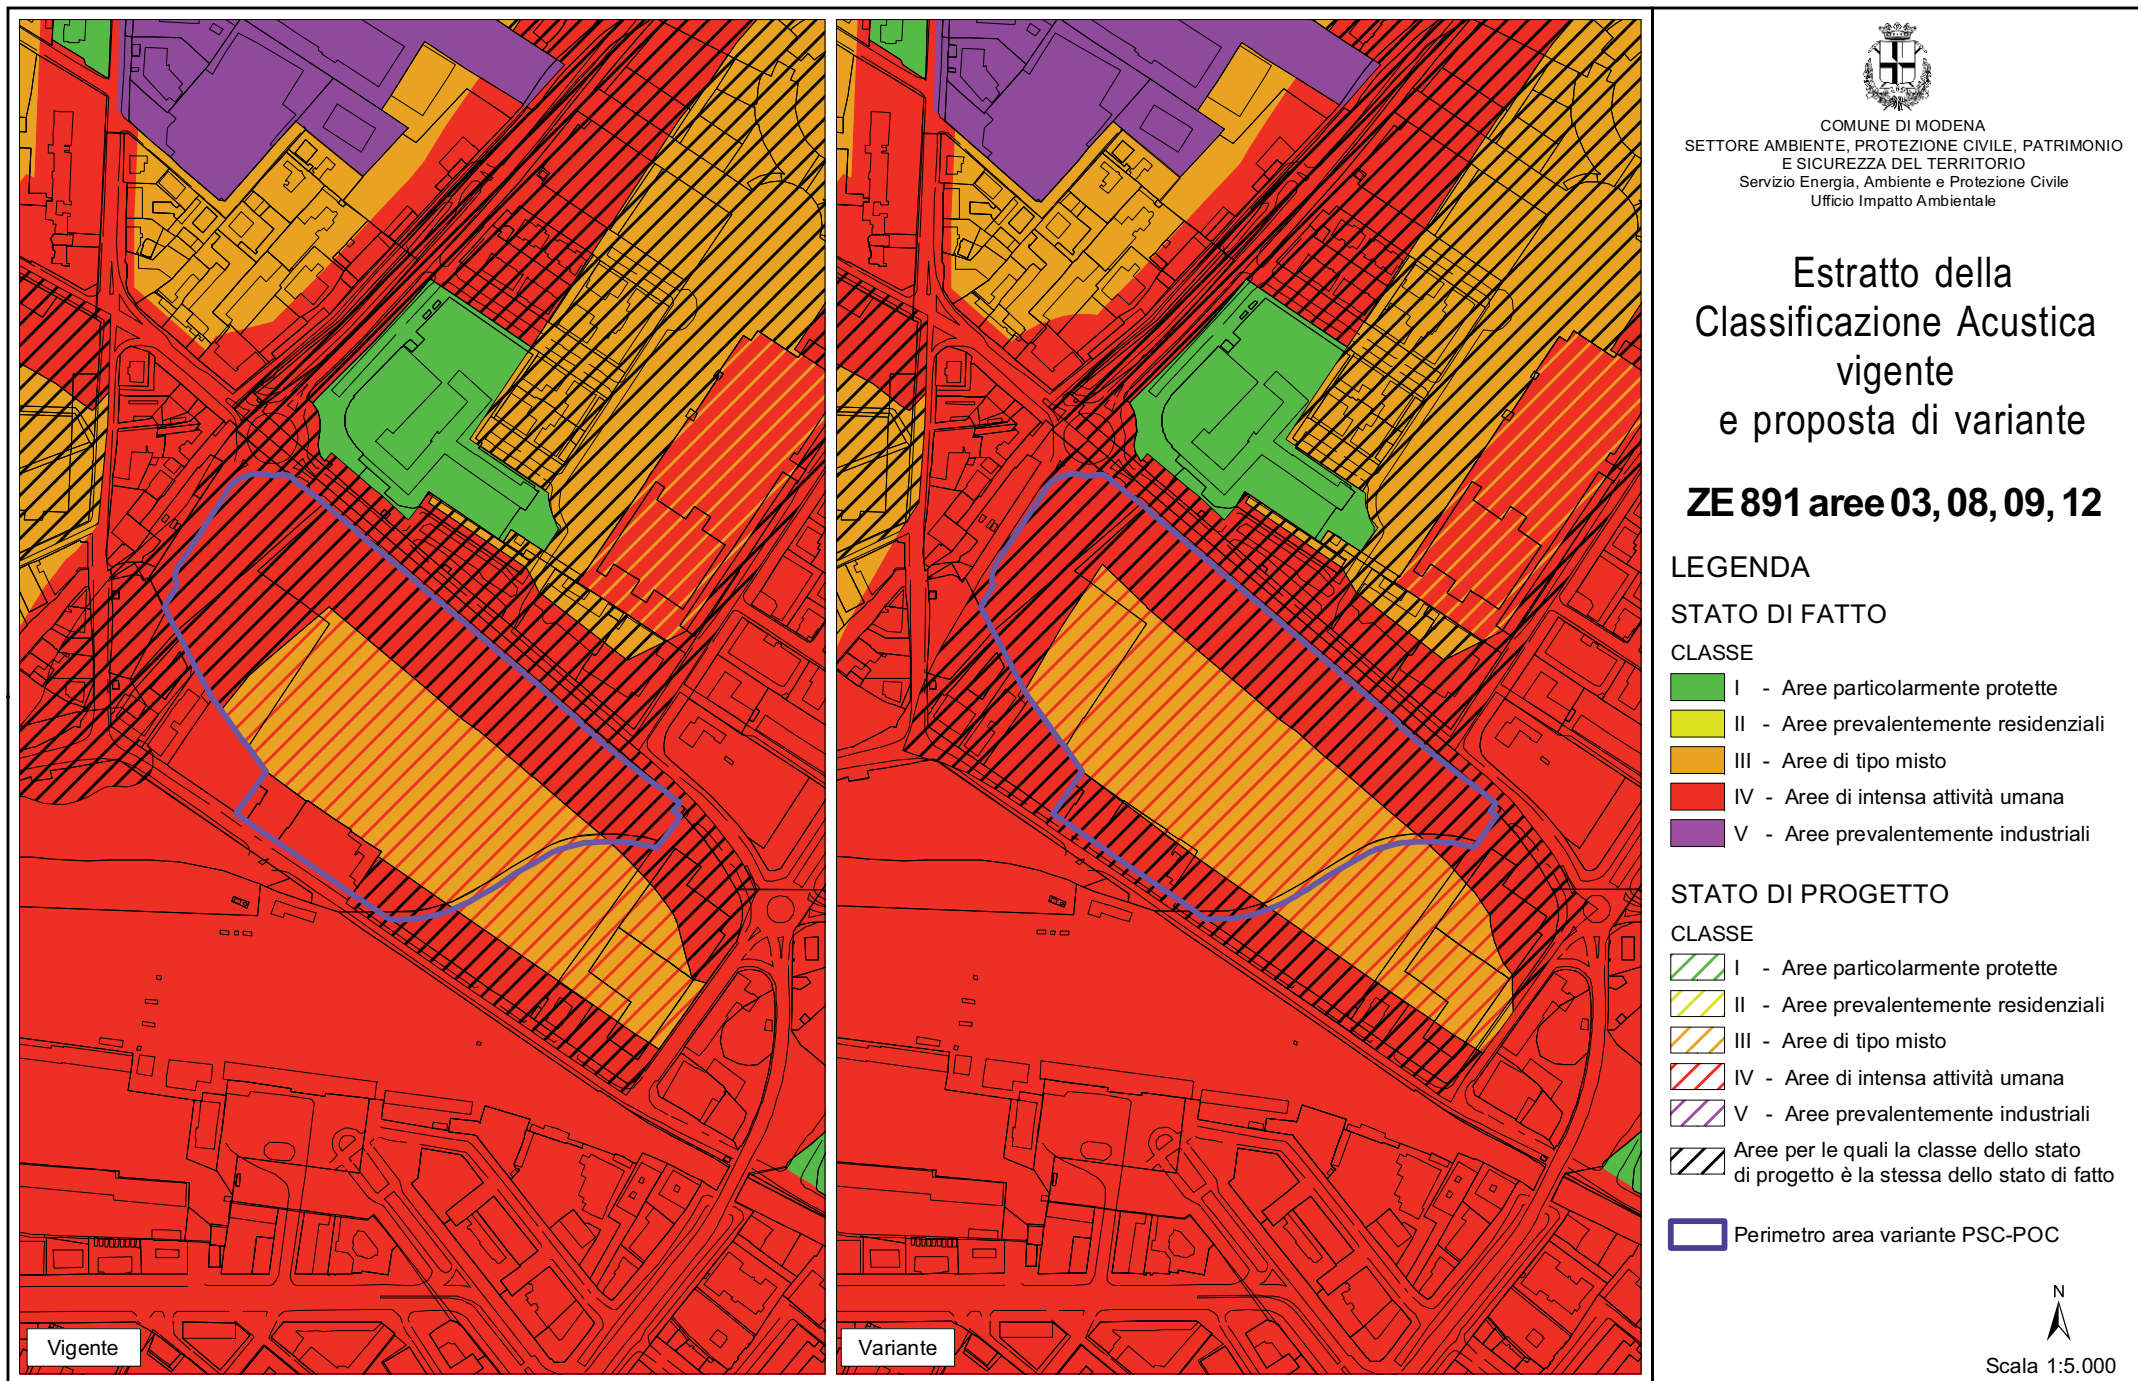 COMUNE DI MODENA
SETTORE AMBIENTE, PROTEZIONE CIVILE, PATRIMONIO
E SICUREZZA DEL TERRITORIO
Servizio Energia, Ambiente e Protezione Civile
Ufficio Impatto Ambientale
Estratto della
Classificazione Acustica
vigente
e proposta di variante
ZE 891 aree 03, 08, 09, 12
LEGENDA
STATO DI FATTO
CLASSE
I - Aree particolarmente protette
II - Aree prevalentemente residenziali
III - Aree di tipo misto
IV - Aree di intensa attività umana
V - Aree prevalentemente industriali
STATO DI PROGETTO
CLASSE
I - Aree particolarmente protette
II - Aree prevalentemente residenziali
III - Aree di tipo misto
IV - Aree di intensa attività umana
V - Aree prevalentemente industriali
Aree per le quali la classe dello stato
di progetto è la stessa dello stato di fatto
Perimetro area variante PSC-POC
N
Scala 1:5.000
Vigente
Variante